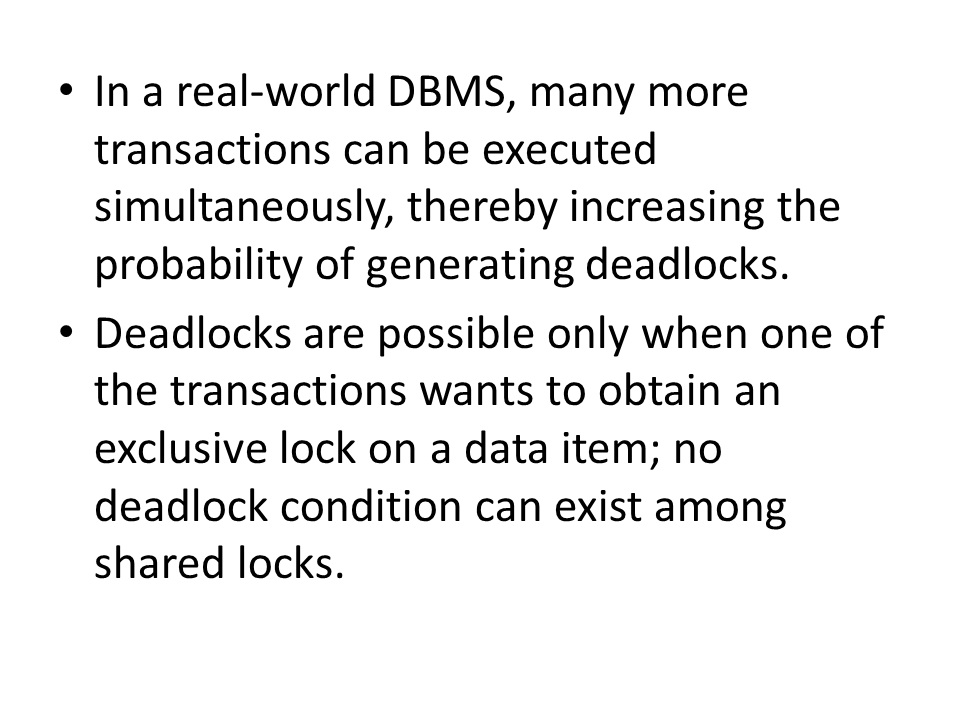 • In a real-world DBMS, many more
transactions can be executed
simultaneously, thereby increasing the
probability of generating deadlocks.
• Deadlocks are possible only when one of
the transactions wants to obtain an
exclusive lock on a data item; no
deadlock condition can exist among
shared locks.